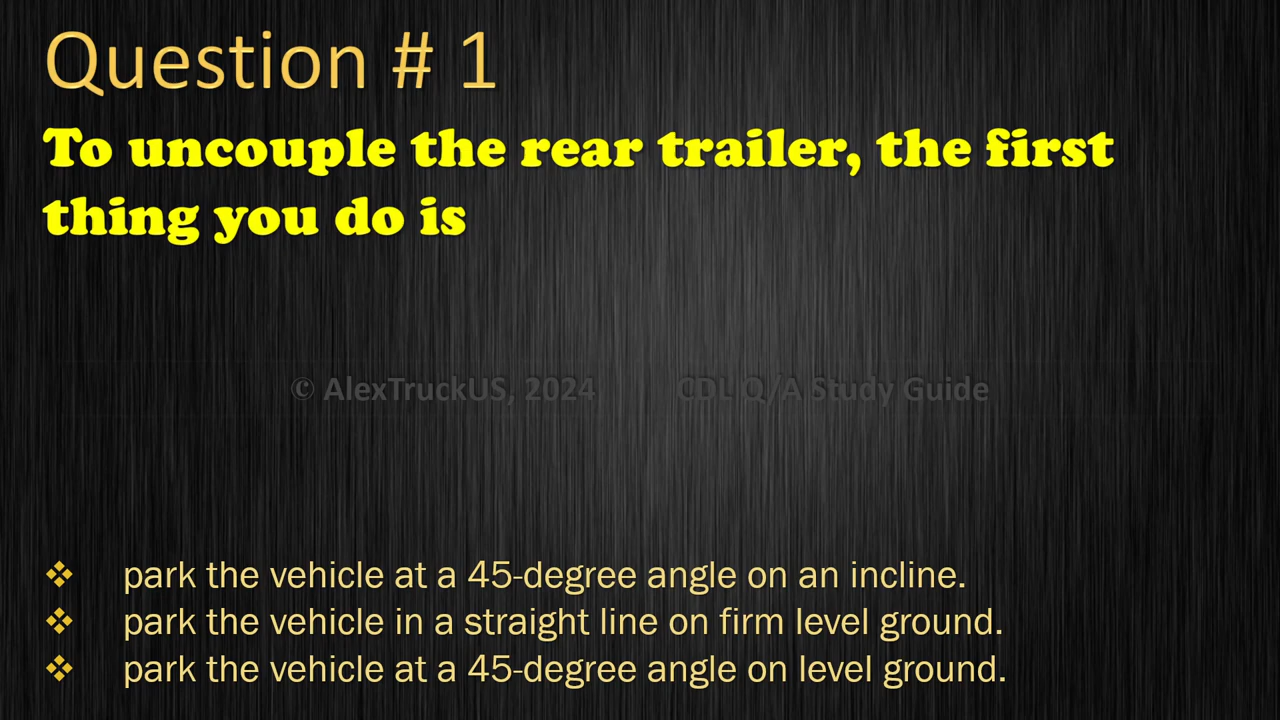 Question # 1
To uncouple the rear trailer, the first
thing you do is
© AlexTruckUS, 2024 CDL Q/A Study Guide
❖ park the vehicle at a 45-degree angle on an incline.
❖ park the vehicle in a straight line on firm level ground.
❖ park the vehicle at a 45-degree angle on level ground.